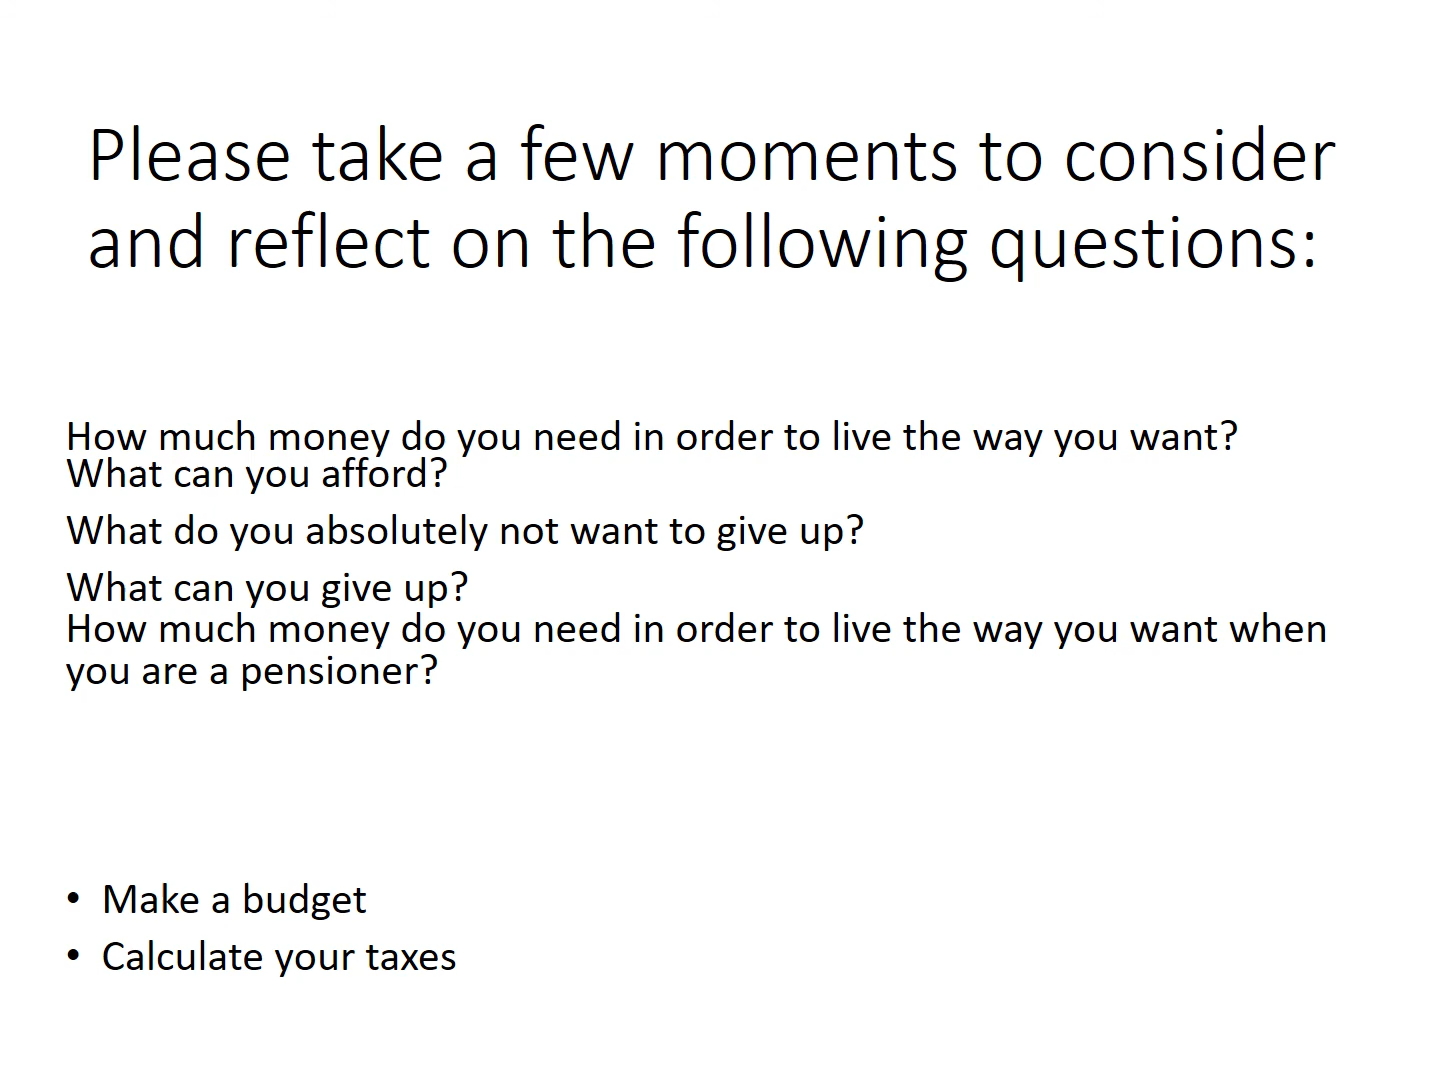 Please take a few moments to consider
and reflect on the following questions:
How much money do you need in order to live the way you want?
What can you afford?
What do you absolutely not want to give up?
What can you give up?
How much money do you need in order to live the way you want when
you are a pensioner?
• Make a budget
• Calculate your taxes